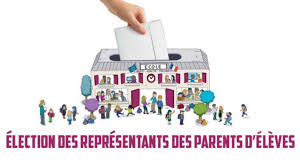 ÉCOLE
ÉLECTION DES REPRÉSENTANTS DES PARENTS D'ÉLÈVES